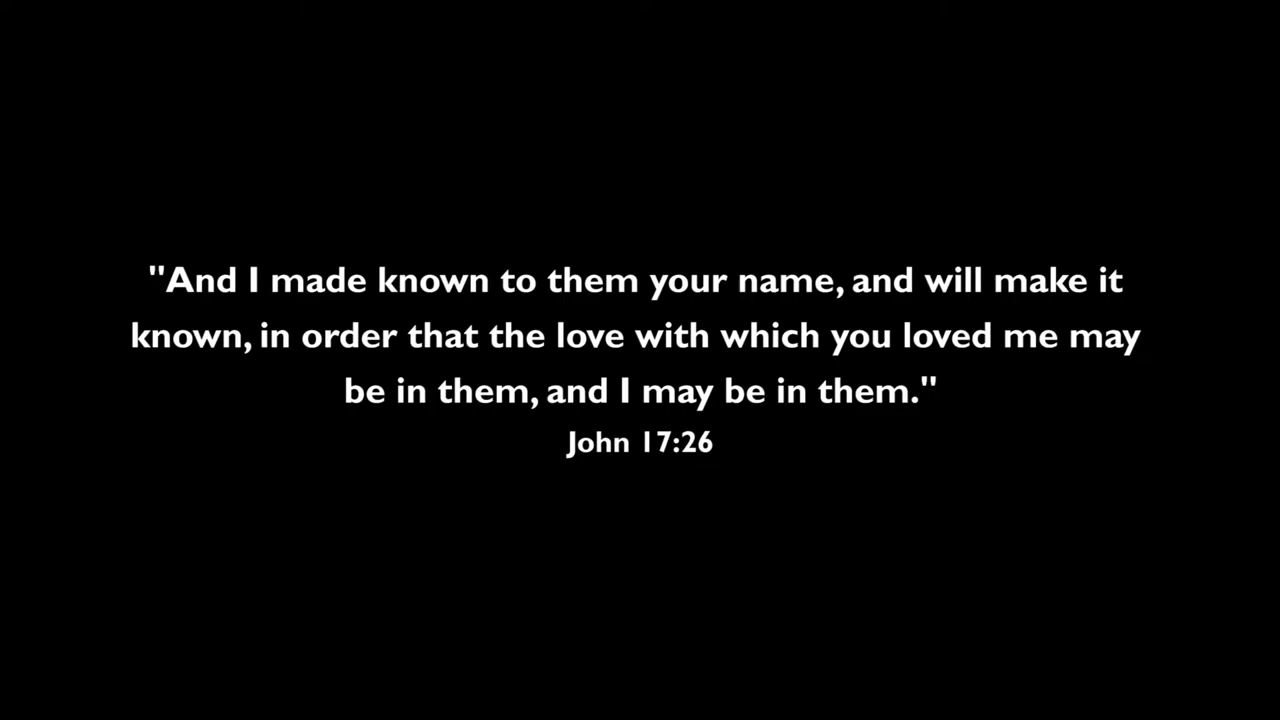 "And I made known to them your name, and will make it
known, in order that the love with which you loved me may
be in them, and I may be in them."
John 17:26